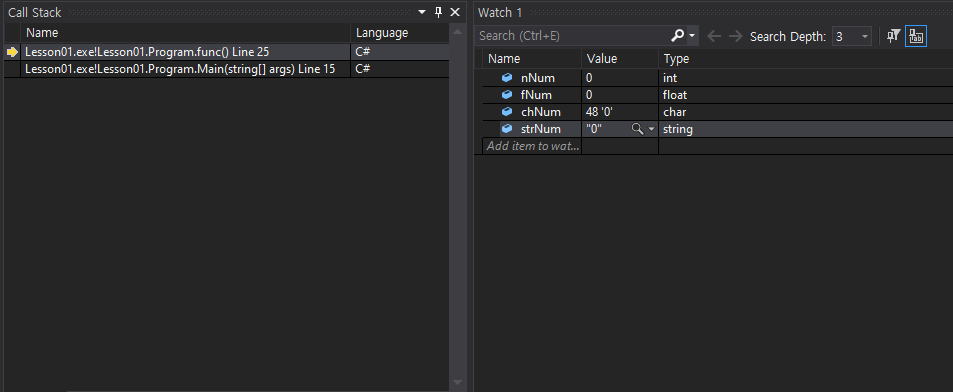 Call Stack
Name Language
Lesson01.exe!Lesson01.Program.func() Line 25 C#
Lesson01.exe!Lesson01.Program.Main(string[] args) Line 15 C#
Watch 1
Search (Ctrl+E) Search Depth: 3
Name Value Type
nNum 0 int
fNum 0 float
chNum 48 '0' char
strNum "0" string
Add item to wat...